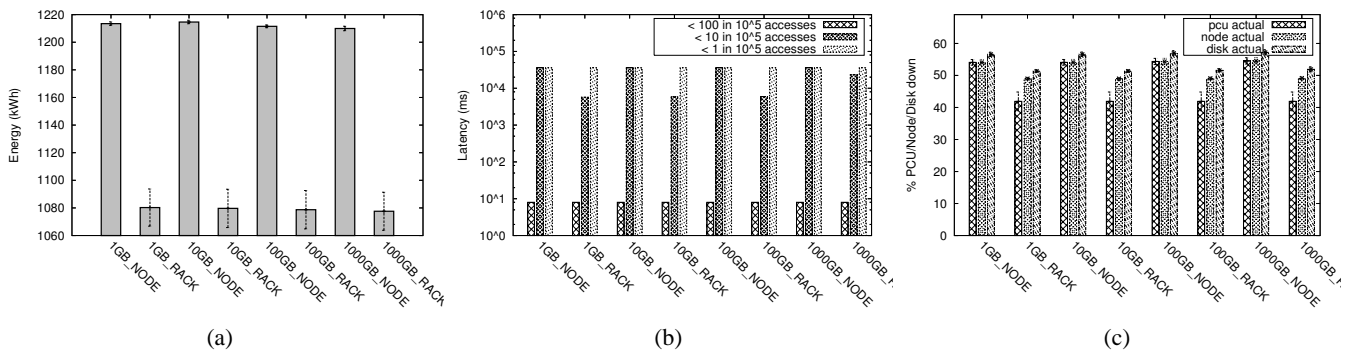 1220
1200
1180
1160
1140
1120
1100
1080
1060
Energy (kWh)
1GB_NODE
1GB_RACK
10GB_NODE
10GB_RACK
100GB_NODE
100GB_RACK
1000GB_NODE
1000GB_RACK
(a)
10^6
10^5
10^4
10^3
10^2
10^1
10^0
Latency (ms)
< 100 in 10^5 accesses
< 10 in 10^5 accesses
< 1 in 10^5 accesses
1GB_NODE
1GB_RACK
10GB_NODE
10GB_RACK
100GB_NODE
100GB_RACK
1000GB_NODE
1000GB_
(b)
60
50
40
30
20
10
0
% PCU/Node/Disk down
pcu actual
node actual
disk actual
1GB_NODE
1GB_RACK
10GB_NODE
10GB_RACK
100GB_NODE
100GB_RACK
1000GB_NODE
1000GB_
(c)